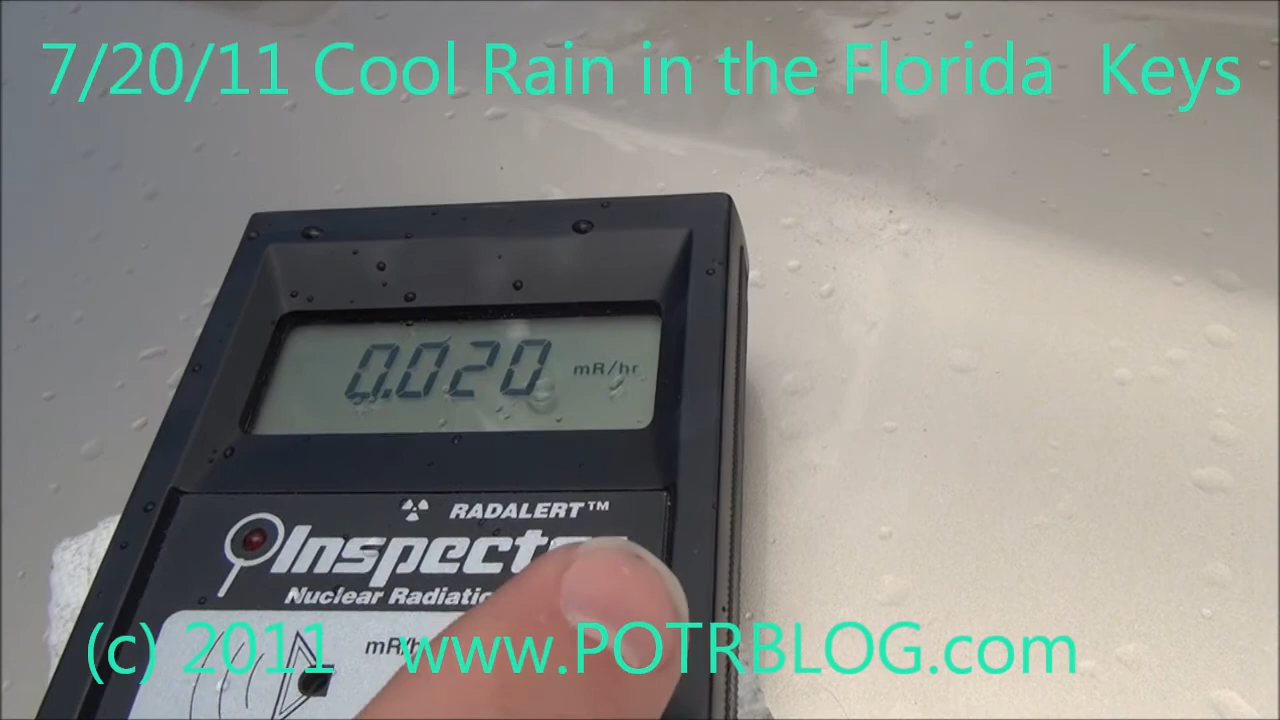 7/20/11 Cool Rain in the Florida Keys
0.020 mR/hr
RADALERT™
Nuclear Radiation
(c) 2011 www.POTRBLOG.com